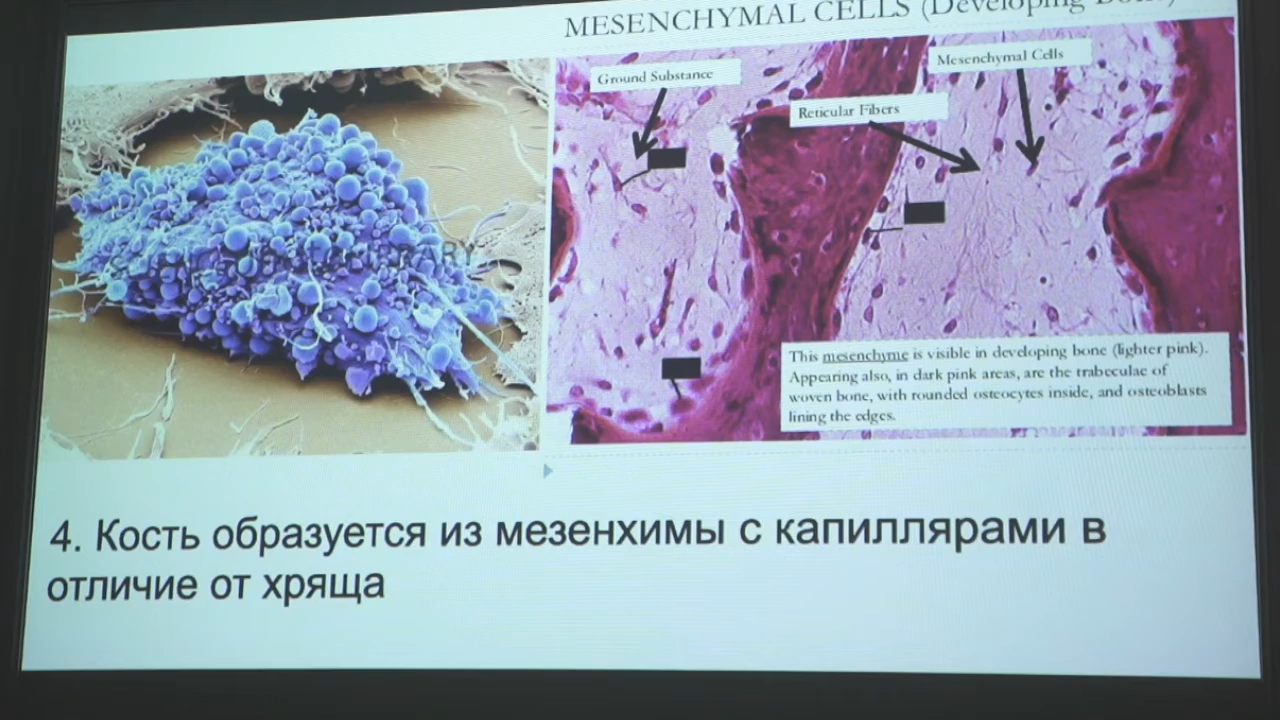 MESENCHYMAL CELLS (Developing Bone)
Ground Substance
Mesenchymal Cells
Reticular Fibers
This mesenchyme is visible in developing bone (lighter pink).
Appearing also, in dark pink areas, are the trabeculae of
woven bone, with rounded osteocytes inside, and osteoblasts
lining the edges.
4. Кость образуется из мезенхимы с капиллярами в
отличие от хряща